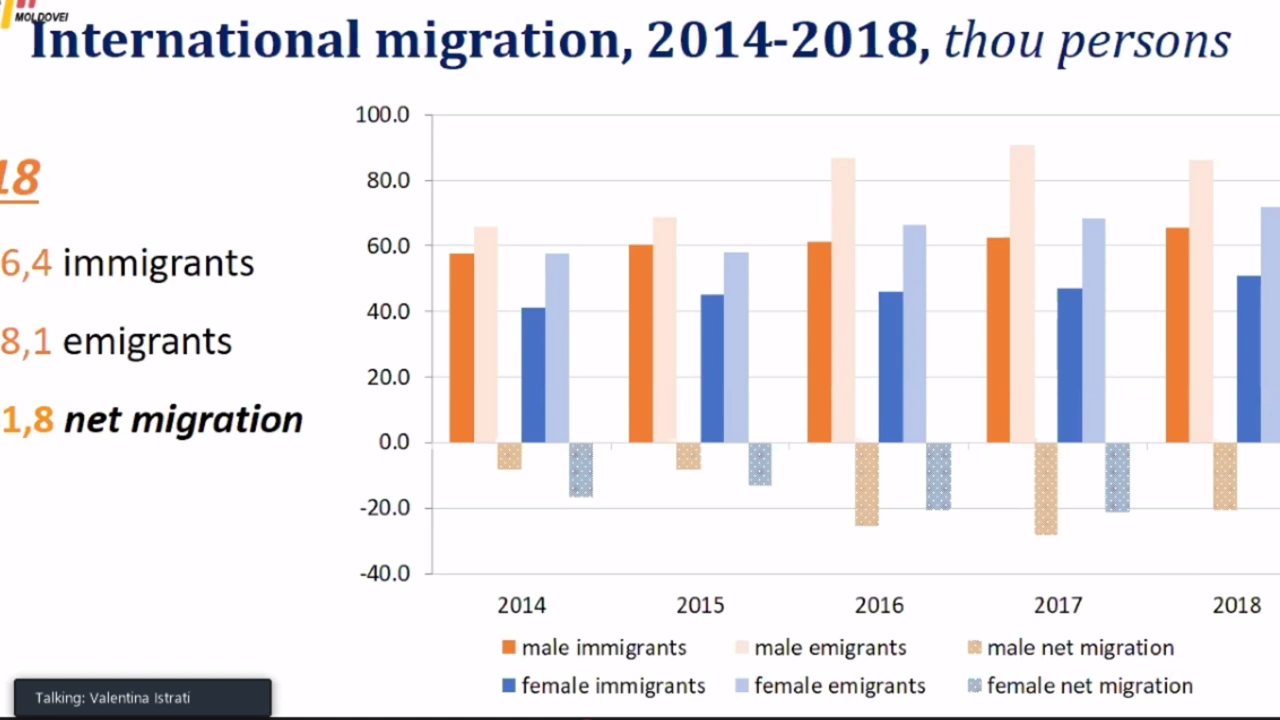 MOLDOVEI
International migration, 2014-2018, thou persons
18
6,4 immigrants
8,1 emigrants
1,8 net migration
100.0
80.0
60.0
40.0
20.0
0.0
-20.0
-40.0
2014 2015 2016 2017 2018
male immigrants male emigrants male net migration
female immigrants female emigrants female net migration
Talking: Valentina Istrati